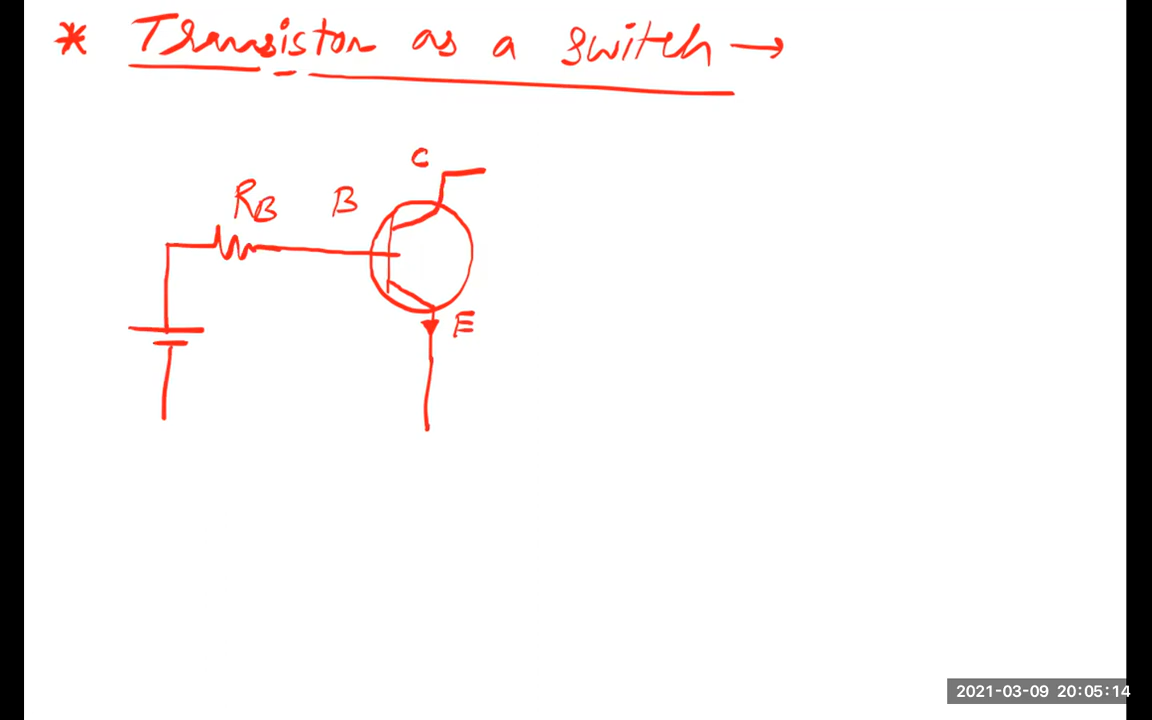 * Transistor as a switch →
C
RB B
E
2021-03-09 20:05:14